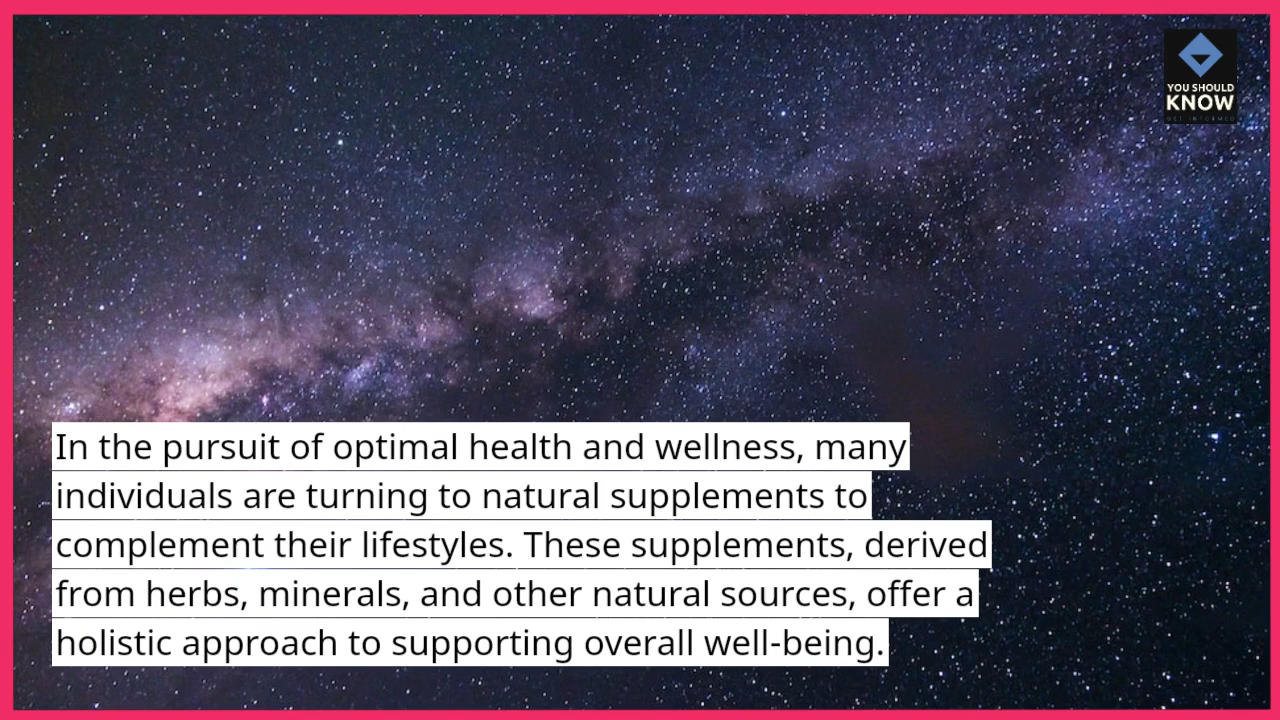 YOU SHOULD
KNOW
GET INFORMED
In the pursuit of optimal health and wellness, many
individuals are turning to natural supplements to
complement their lifestyles. These supplements, derived
from herbs, minerals, and other natural sources, offer a
holistic approach to supporting overall well-being.